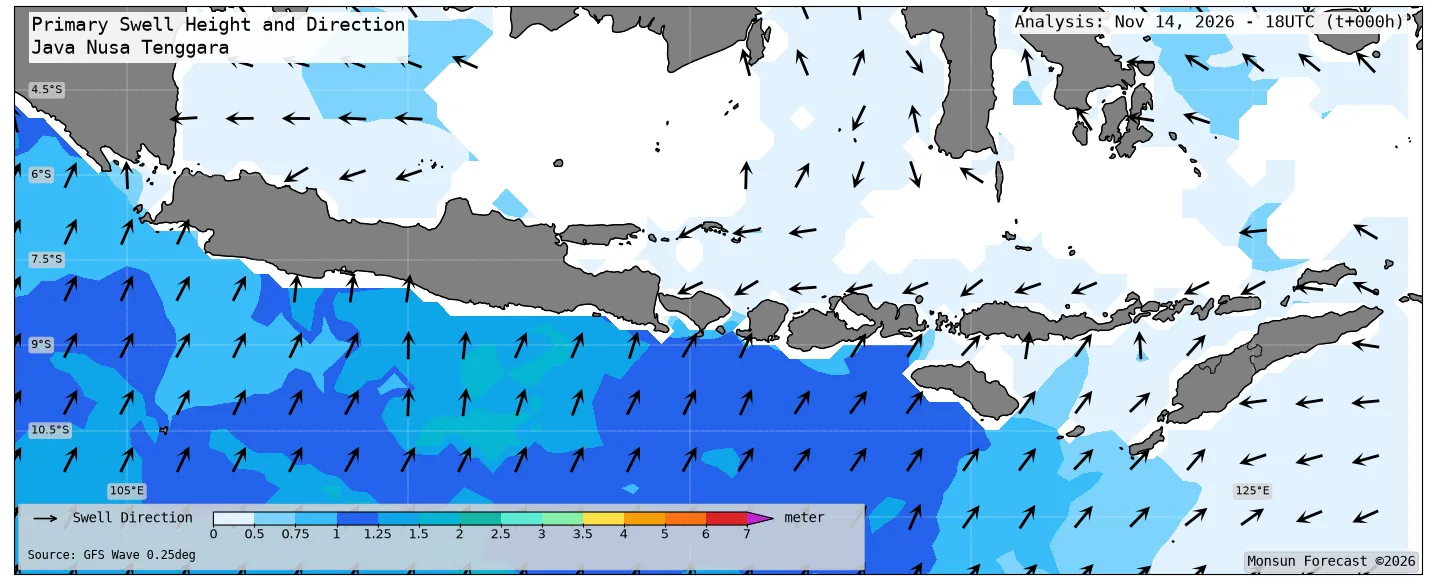 Primary Swell Height and Direction
Java Nusa Tenggara
Analysis: Nov 14, 2026 - 18UTC (t+000h)
4.5°S
6°S
7.5°S
9°S
10.5°S
105°E
125°E
Swell Direction
0 0.5 0.75 1 1.25 1.5 2 2.5 3 3.5 4 5 6 7
meter
Source: GFS Wave 0.25deg
Monsun Forecast ©2026